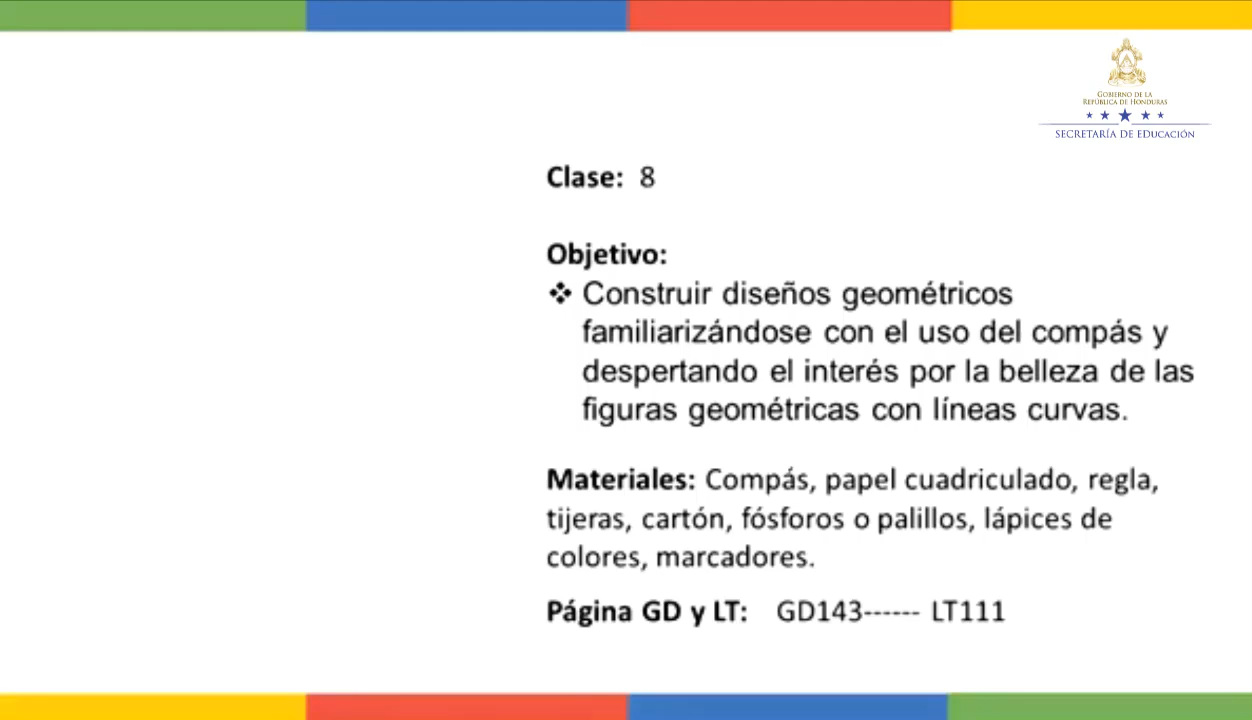 GOBIERNO DE LA
REPÚBLICA DE HONDURAS
SECRETARÍA DE EDUCACIÓN
Clase: 8
Objetivo:
❖ Construir diseños geométricos
familiarizándose con el uso del compás y
despertando el interés por la belleza de las
figuras geométricas con líneas curvas.
Materiales: Compás, papel cuadriculado, regla,
tijeras, cartón, fósforos o palillos, lápices de
colores, marcadores.
Página GD y LT: GD143------ LT111